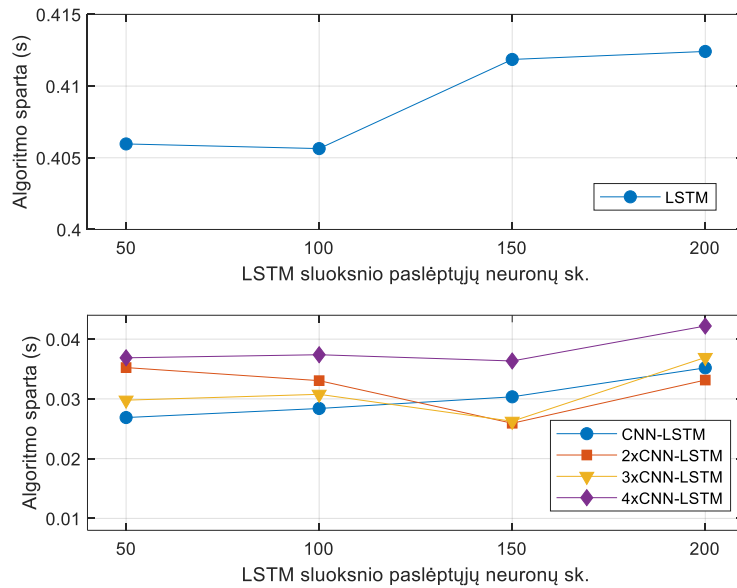 0.415
0.41
0.405
0.4
Algoritmo sparta (s)
LSTM
50 100 150 200
LSTM sluoksnio paslėptųjų neuronų sk.
0.04
0.03
0.02
0.01
Algoritmo sparta (s)
CNN-LSTM
2xCNN-LSTM
3xCNN-LSTM
4xCNN-LSTM
50 100 150 200
LSTM sluoksnio paslėptųjų neuronų sk.